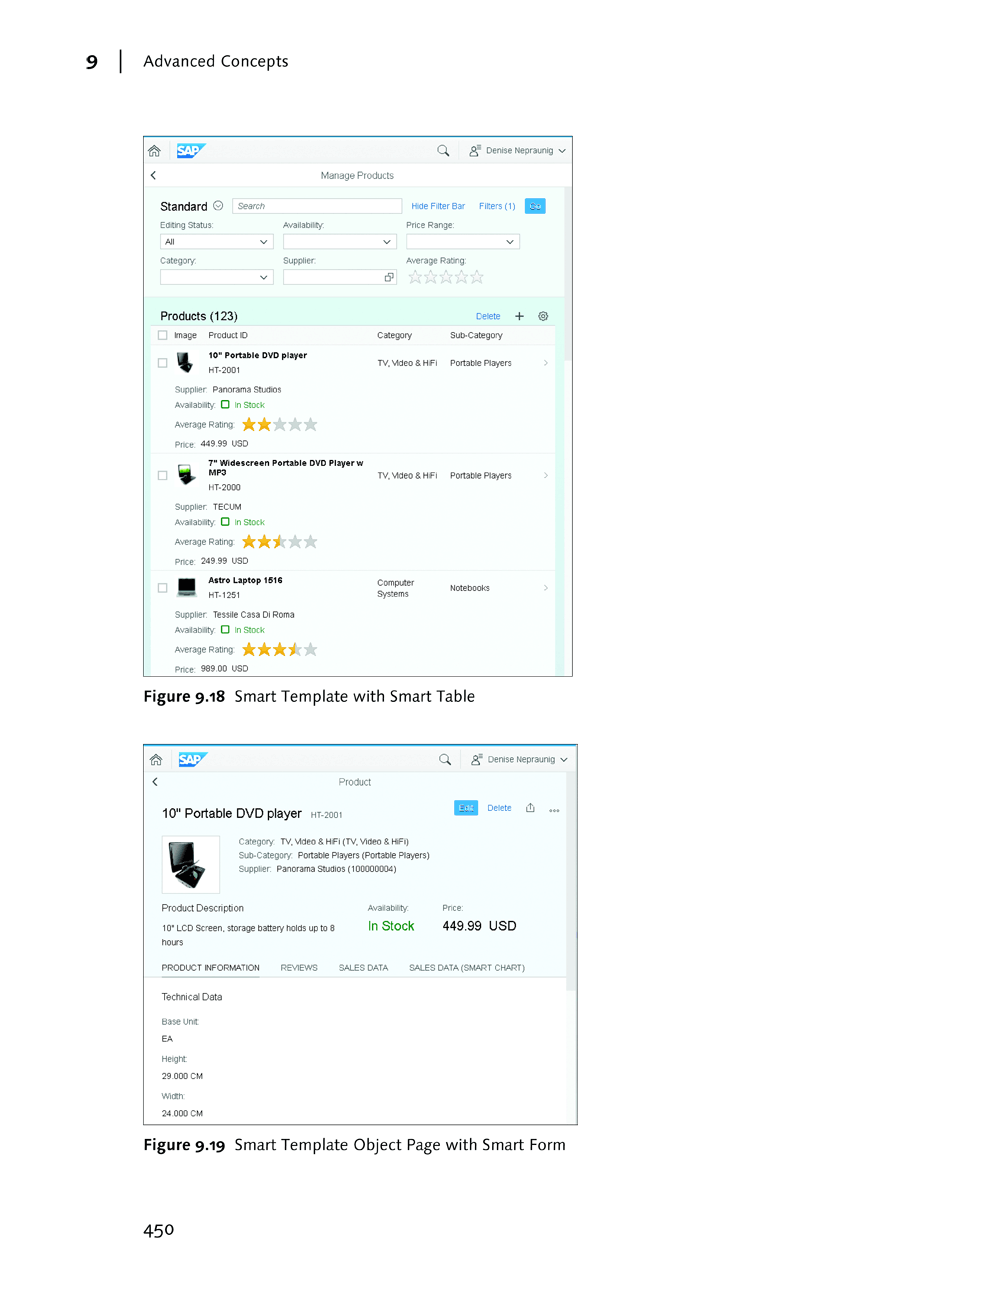 9 Advanced Concepts
SAP Denise Nepraunig
Manage Products
Standard Search Hide Filter Bar Filters (1) Go
Editing Status: Availability: Price Range:
All
Category: Supplier: Average Rating:
Products (123) Delete +
Image Product ID Category Sub-Category
10" Portable DVD player
HT-2001 TV, Video & HiFi Portable Players
Supplier: Panorama Studios
Availability: In Stock
Average Rating:
Price: 449.99 USD
7" Widescreen Portable DVD Player w
MP3 TV, Video & HiFi Portable Players
HT-2000
Supplier: TECUM
Availability: In Stock
Average Rating:
Price: 249.99 USD
Astro Laptop 1516 Computer
HT-1251 Systems Notebooks
Supplier: Tessile Casa Di Roma
Availability: In Stock
Average Rating:
Price: 989.00 USD
Figure 9.18 Smart Template with Smart Table
SAP Denise Nepraunig
Product
10" Portable DVD player HT-2001 Edit Delete
Category: TV, Video & HiFi (TV, Video & HiFi)
Sub-Category: Portable Players (Portable Players)
Supplier: Panorama Studios (100000004)
Product Description Availability: Price:
10" LCD Screen, storage battery holds up to 8 In Stock 449.99 USD
hours
PRODUCT INFORMATION REVIEWS SALES DATA SALES DATA (SMART CHART)
Technical Data
Base Unit:
EA
Height:
29.000 CM
Width:
24.000 CM
Figure 9.19 Smart Template Object Page with Smart Form
450